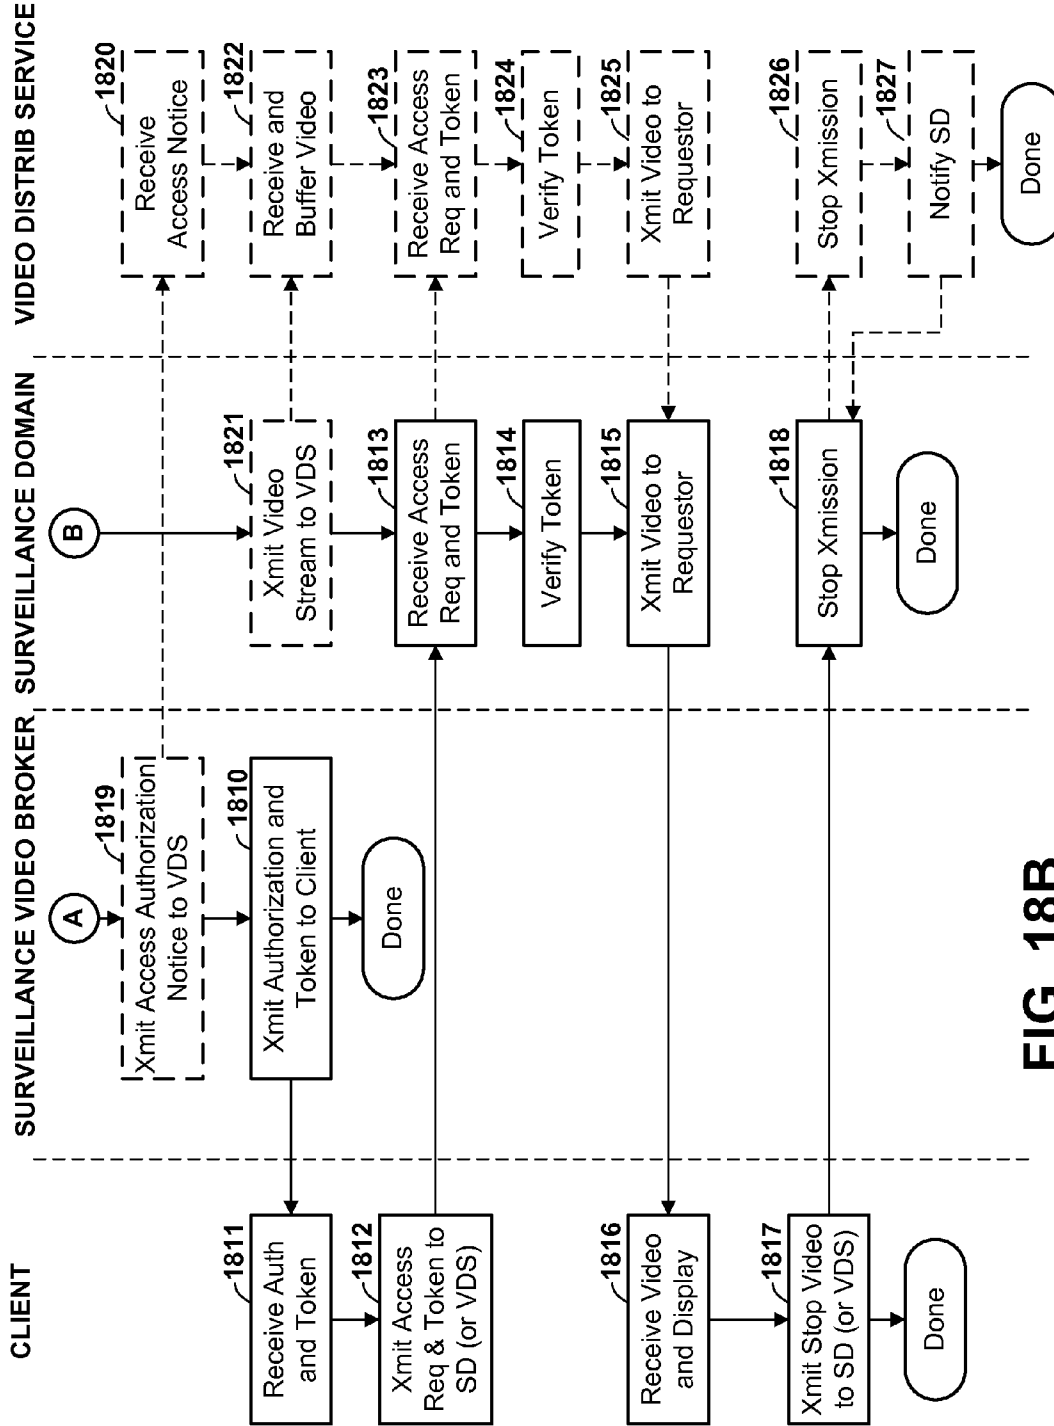 CLIENT
SURVEILLANCE VIDEO BROKER
SURVEILLANCE DOMAIN
VIDEO DISTRIB SERVICE
A
B
1819
Xmit Access Authorization
Notice to VDS
1820
Receive
Access Notice
1811
Receive Auth
and Token
1810
Xmit Authorization and
Token to Client
1821
Xmit Video
Stream to VDS
1822
Receive and
Buffer Video
1812
Xmit Access
Req & Token to
SD (or VDS)
Done
1813
Receive Access
Req and Token
1823
Receive Access
Req and Token
1814
Verify Token
1824
Verify Token
1816
Receive Video
and Display
1815
Xmit Video to
Requestor
1825
Xmit Video to
Requestor
1817
Xmit Stop Video
to SD (or VDS)
1818
Stop Xmission
1826
Stop Xmission
1827
Notify SD
Done
Done
Done
FIG. 18B